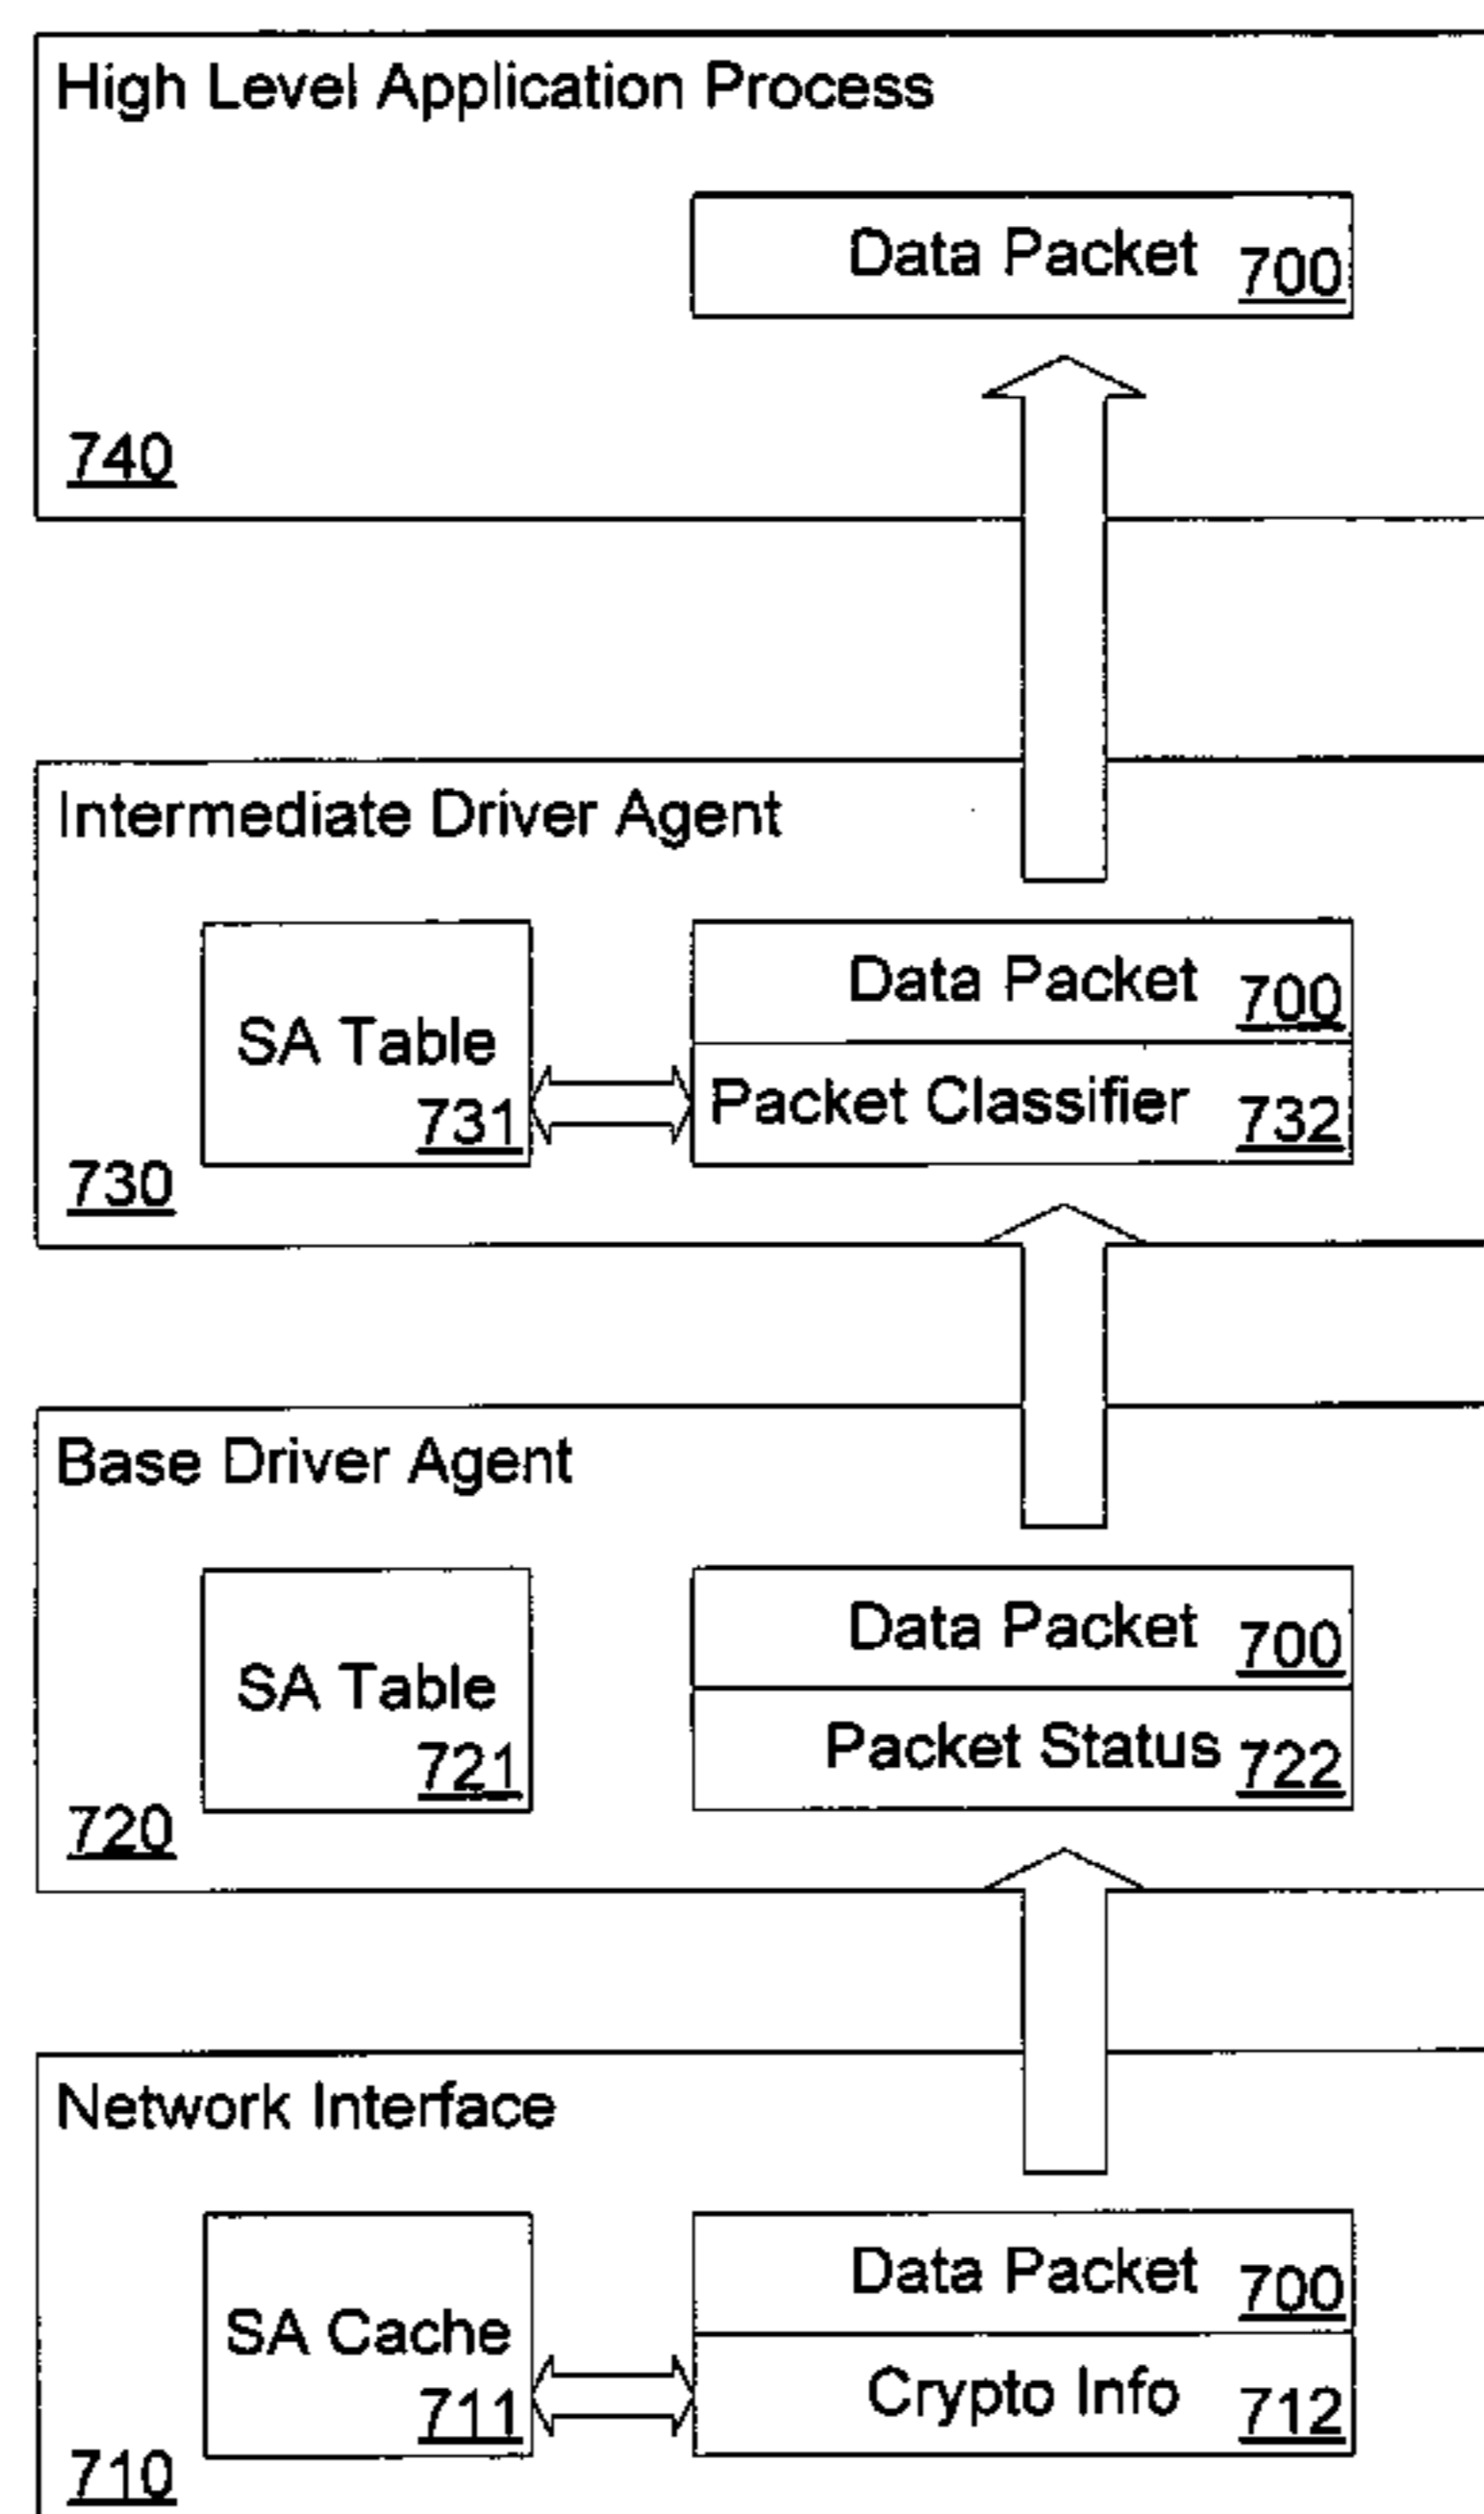 High Level Application Process
Data Packet 700
740
Intermediate Driver Agent
Data Packet 700
SA Table
731
Packet Classifier 732
730
Base Driver Agent
Data Packet 700
SA Table
721
Packet Status 722
720
Network Interface
Data Packet 700
SA Cache
711
Crypto Info 712
710